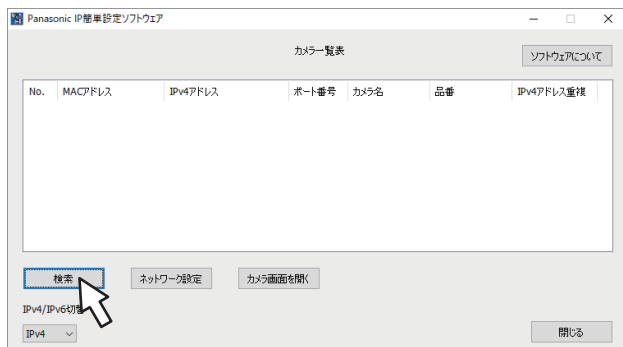 Panasonic IP簡単設定ソフトウェア
カメラ一覧表
ソフトウェアについて
No. MACアドレス IPv4アドレス ポート番号 カメラ名 品番 IPv4アドレス重複
検索 ネットワーク設定 カメラ画面を開く
IPv4/IPv6切替
IPv4 閉じる